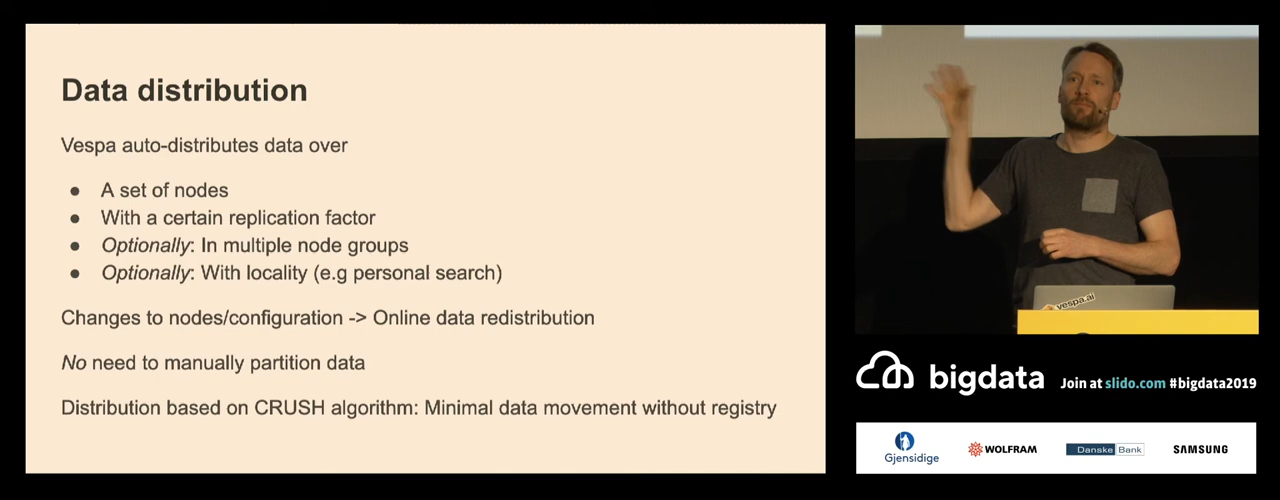 Data distribution
Vespa auto-distributes data over
● A set of nodes
● With a certain replication factor
● Optionally: In multiple node groups
● Optionally: With locality (e.g personal search)
Changes to nodes/configuration -> Online data redistribution
No need to manually partition data
Distribution based on CRUSH algorithm: Minimal data movement without registry
vespa.ai
bigdata
Join at slido.com #bigdata2019
Gjensidige
WOLFRAM
Danske Bank
SAMSUNG